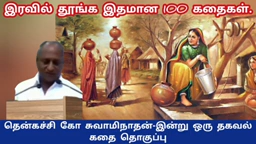 இரவில் தூங்க இதமான 100 கதைகள்.
தென்கச்சி கோ சுவாமிநாதன்-இன்று ஒரு தகவல்
கதை தொகுப்பு